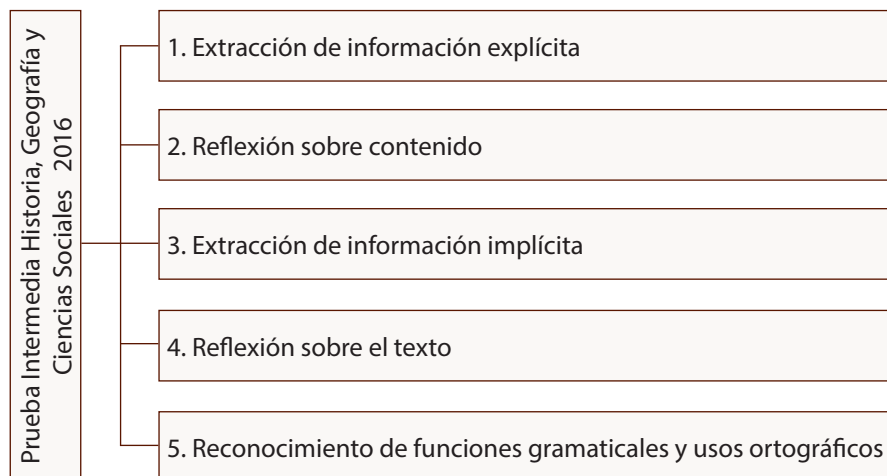 Prueba Intermedia Historia, Geografía y
Ciencias Sociales 2016
1. Extracción de información explícita
2. Reflexión sobre contenido
3. Extracción de información implícita
4. Reflexión sobre el texto
5. Reconocimiento de funciones gramaticales y usos ortográficos